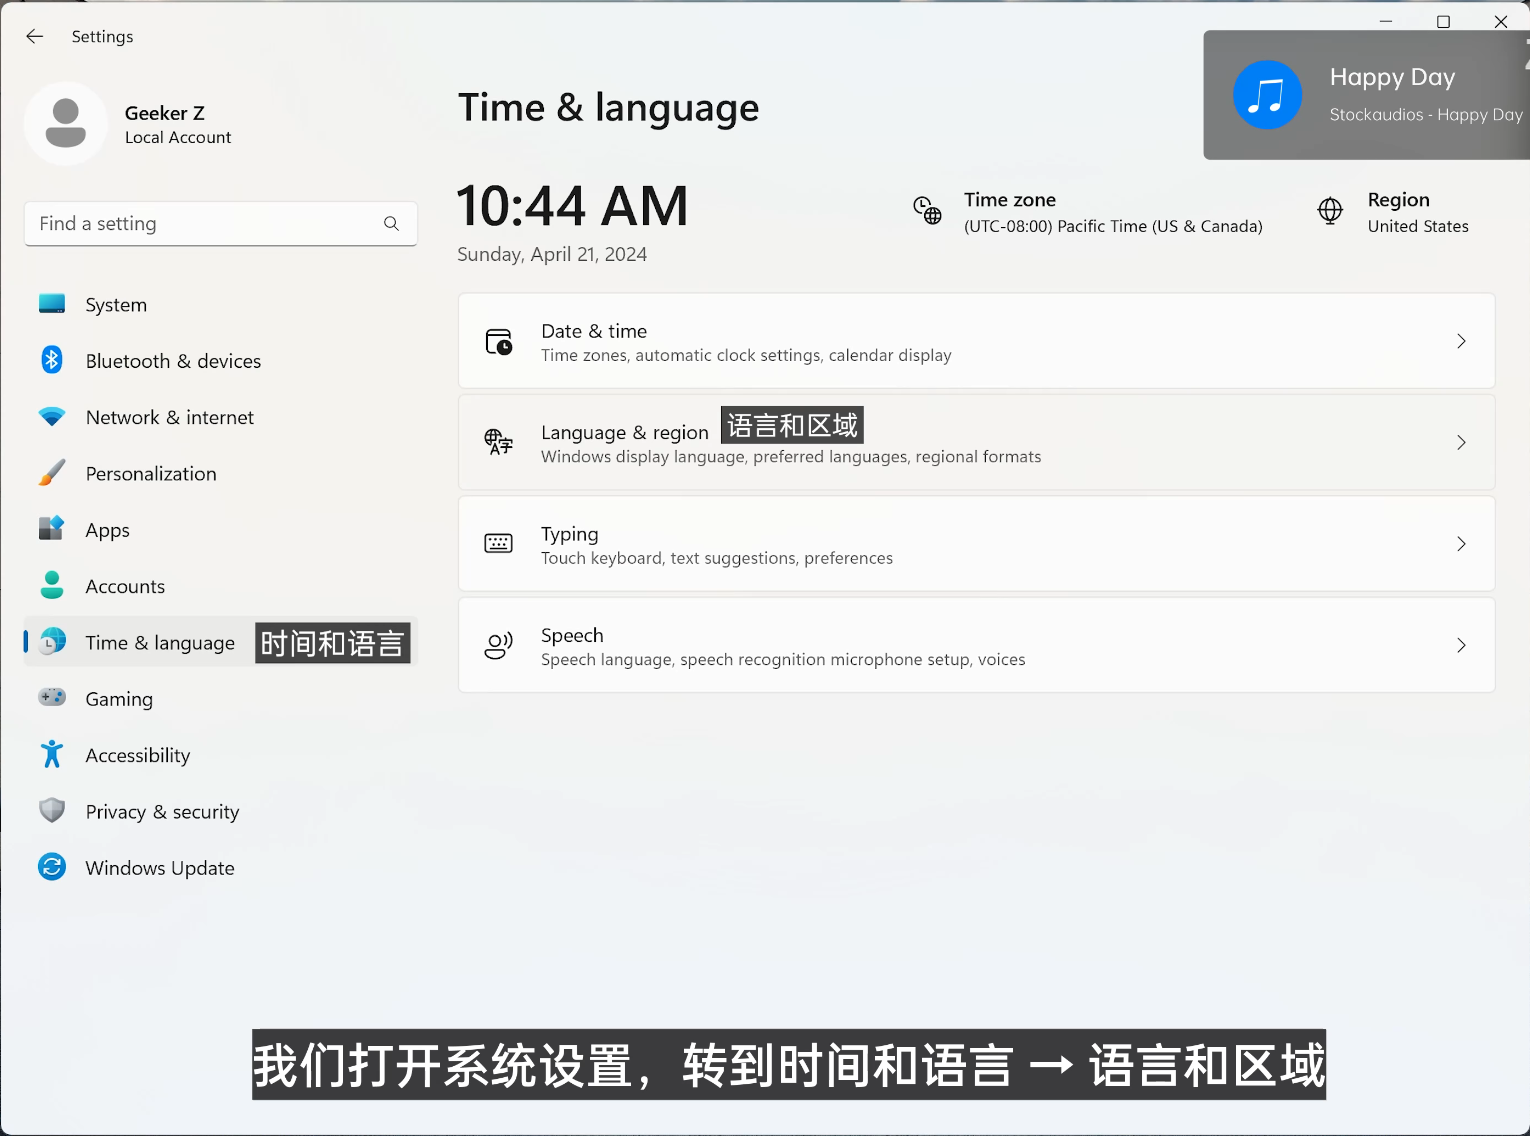 Settings
Geeker Z
Local Account
Find a setting
System
Bluetooth & devices
Network & internet
Personalization
Apps
Accounts
Time & language 时间和语言
Gaming
Accessibility
Privacy & security
Windows Update
Time & language
Happy Day
Stockaudios - Happy Day
10:44 AM
Sunday, April 21, 2024
Time zone
(UTC-08:00) Pacific Time (US & Canada)
Region
United States
Date & time
Time zones, automatic clock settings, calendar display
Language & region 语言和区域
Windows display language, preferred languages, regional formats
Typing
Touch keyboard, text suggestions, preferences
Speech
Speech language, speech recognition microphone setup, voices
我们打开系统设置，转到时间和语言 → 语言和区域